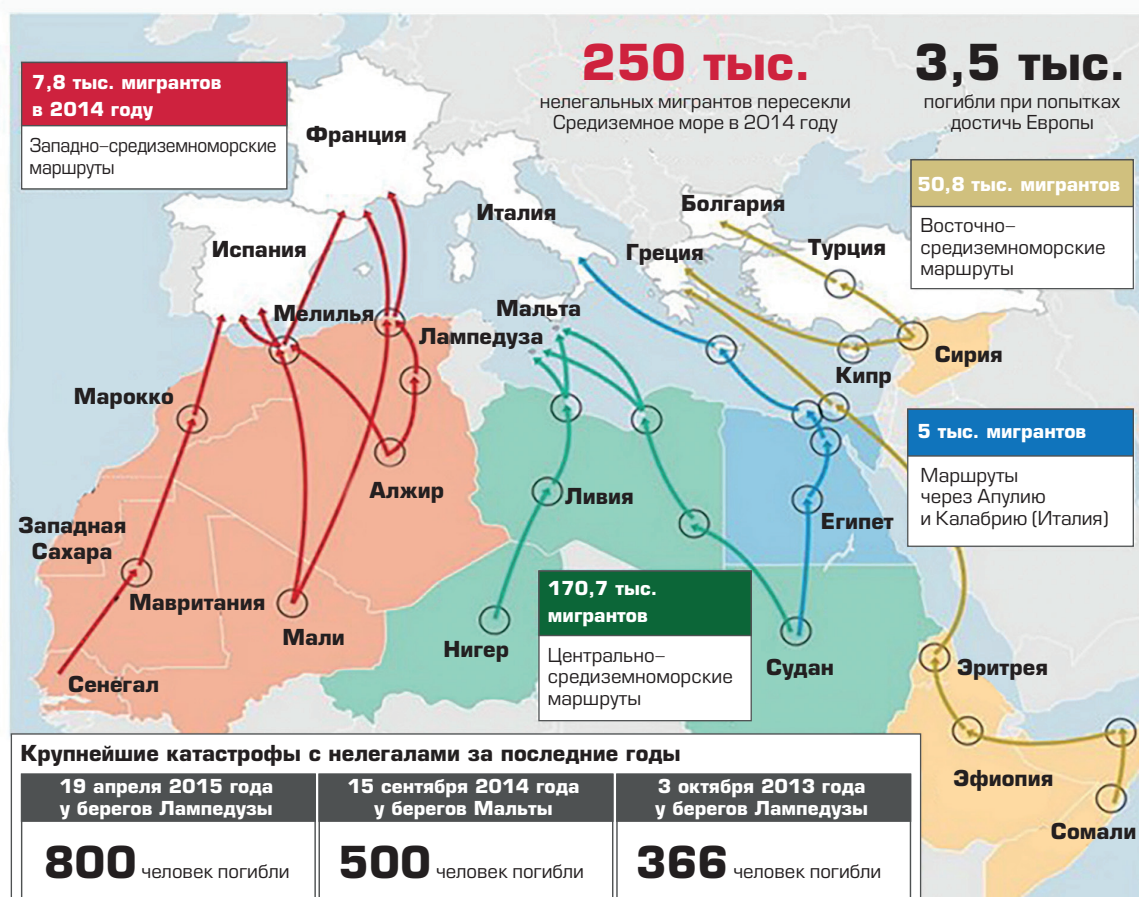 7,8 тыс. мигрантов
в 2014 году
Западно-средиземноморские
маршруты
250 тыс.
нелегальных мигрантов пересекли
Средиземное море в 2014 году
3,5 тыс.
погибли при попытках
достичь Европы
50,8 тыс. мигрантов
Восточно-
средиземноморские
маршруты
Франция
Италия
Болгария
Испания
Греция
Турция
Мелилья
Мальта
Лампедуза
Сирия
Кипр
Марокко
5 тыс. мигрантов
Маршруты
через Апулию
и Калабрию (Италия)
Алжир
Ливия
Египет
Западная
Сахара
Мавритания
Мали
Нигер
170,7 тыс.
мигрантов
Центрально-
средиземноморские
маршруты
Судан
Эритрея
Сенегал
Эфиопия
Сомали
Крупнейшие катастрофы с нелегалами за последние годы
19 апреля 2015 года
у берегов Лампедузы
800 человек погибли
15 сентября 2014 года
у берегов Мальты
500 человек погибли
3 октября 2013 года
у берегов Лампедузы
366 человек погибли